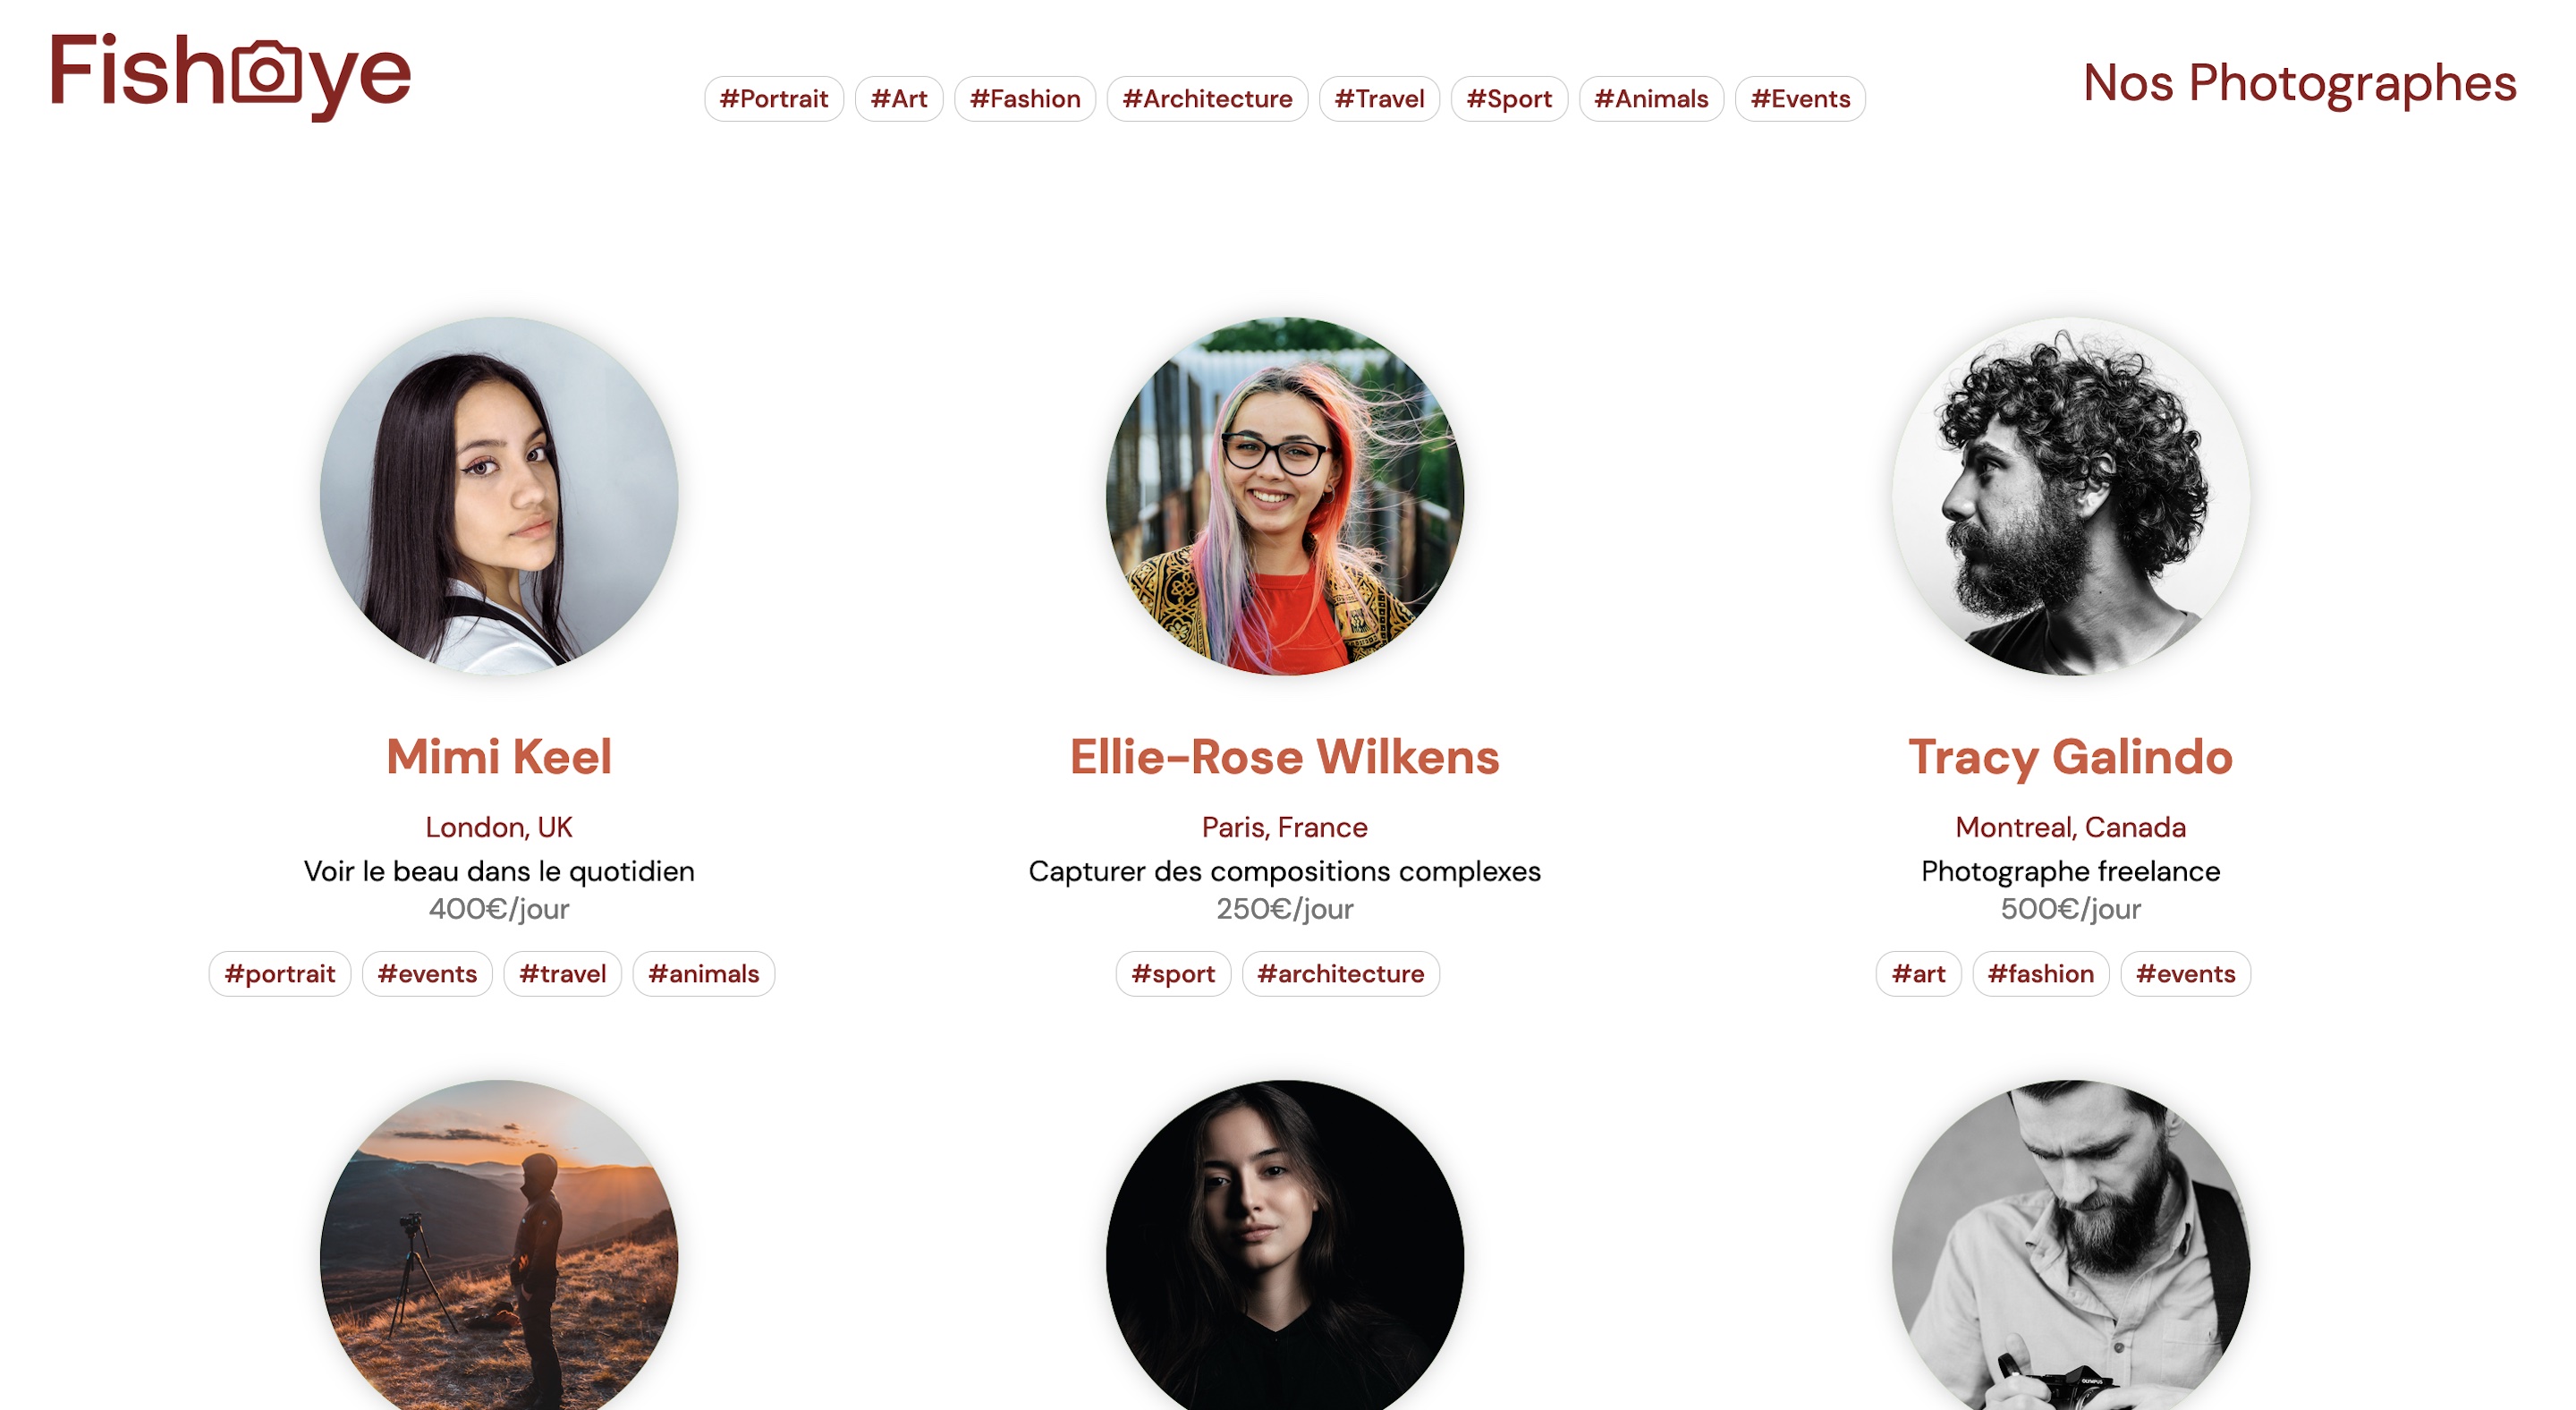 Fisheye
#Portrait #Art #Fashion #Architecture #Travel #Sport #Animals #Events
Nos Photographes
Mimi Keel
London, UK
Voir le beau dans le quotidien
400€/jour
#portrait #events #travel #animals
Ellie-Rose Wilkens
Paris, France
Capturer des compositions complexes
250€/jour
#sport #architecture
Tracy Galindo
Montreal, Canada
Photographe freelance
500€/jour
#art #fashion #events
OLYMPUS